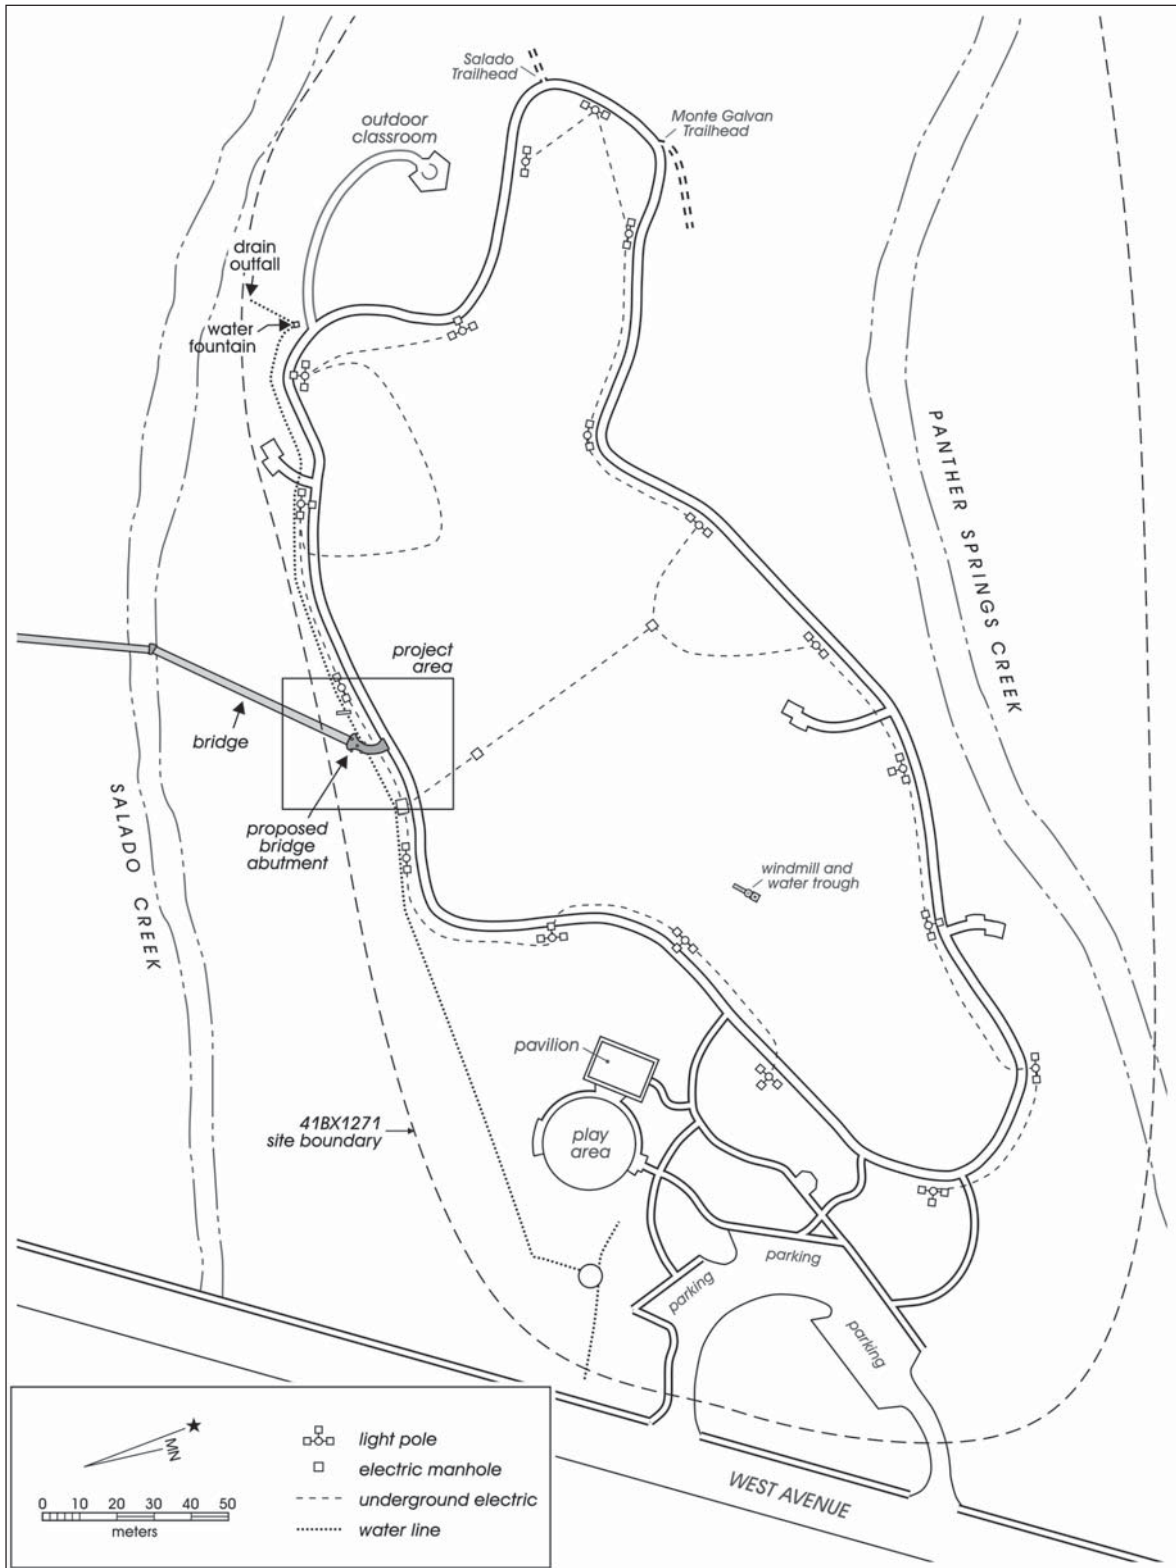 Salado
Trailhead
Monte Galvan
Trailhead
outdoor
classroom
drain
outfall
water
fountain
PANTHER SPRINGS CREEK
project
area
bridge
proposed
bridge
abutment
SALADO CREEK
windmill and
water trough
pavilion
play
area
41BX1271
site boundary
parking
parking
parking
WEST AVENUE
MN
light pole
electric manhole
underground electric
water line
0 10 20 30 40 50
meters